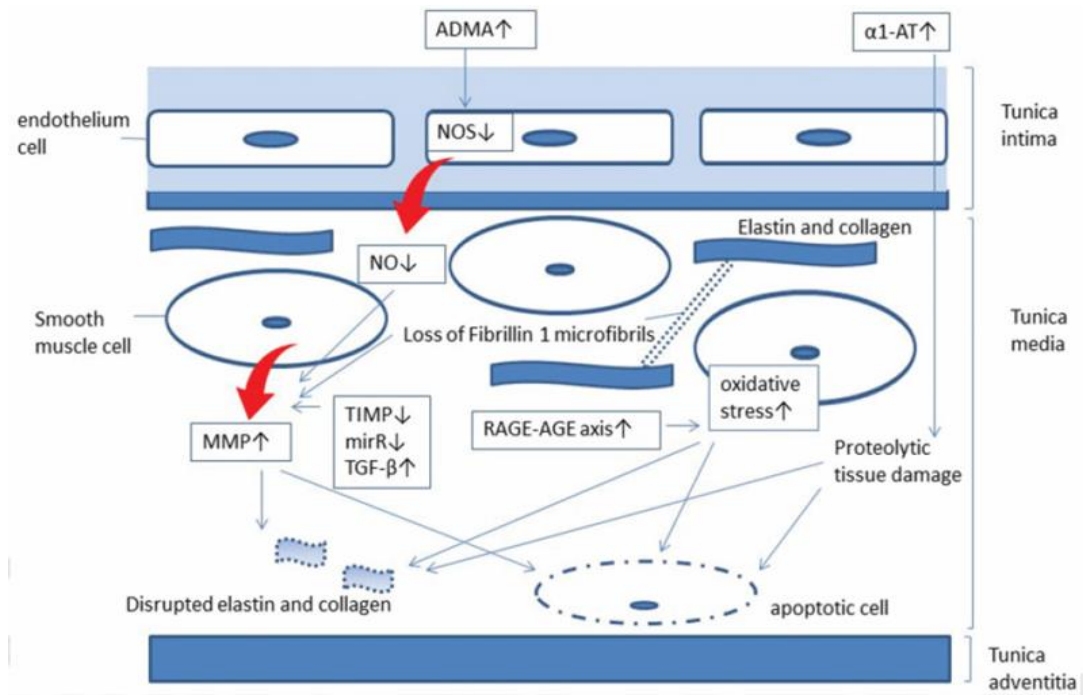 ADMA↑
α1-AT↑
endothelium
cell
NOS↓
Tunica
intima
Elastin and collagen
NO↓
Smooth
muscle cell
Loss of Fibrillin 1 microfibrils
Tunica
media
oxidative
stress↑
TIMP↓
mirR↓
TGF-β↑
MMP↑
RAGE-AGE axis↑
Proteolytic
tissue damage
Disrupted elastin and collagen
apoptotic cell
Tunica
adventitia